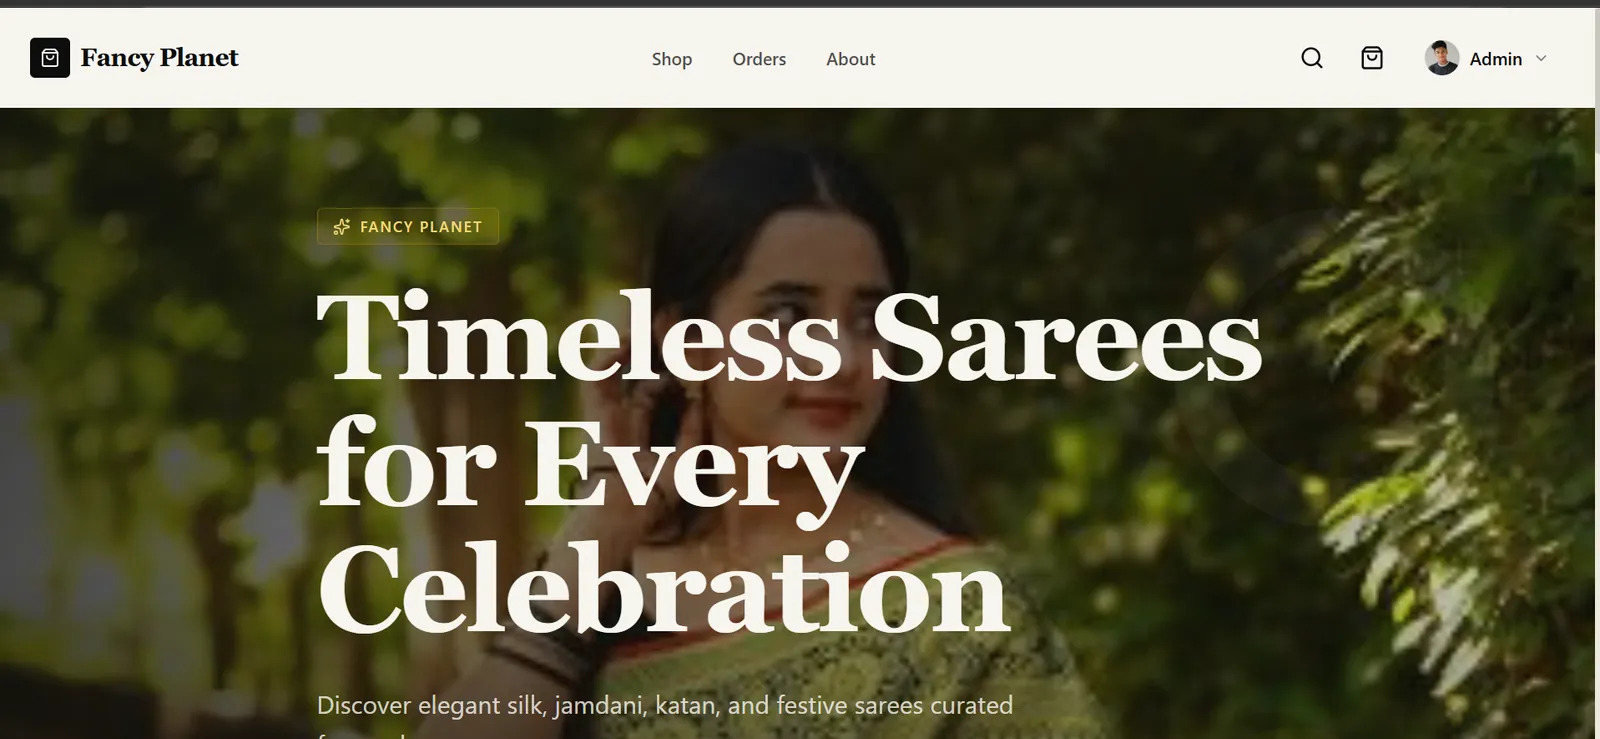 Fancy Planet
Shop
Orders
About
Admin
FANCY PLANET
Timeless Sarees
for Every
Celebration
Discover elegant silk, jamdani, katan, and festive sarees curated